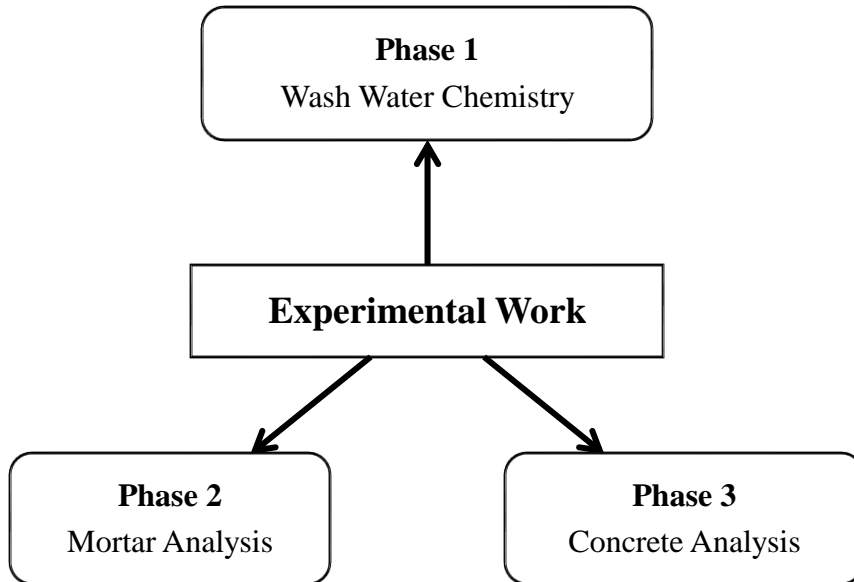 Phase 1
Wash Water Chemistry
Experimental Work
Phase 2
Mortar Analysis
Phase 3
Concrete Analysis